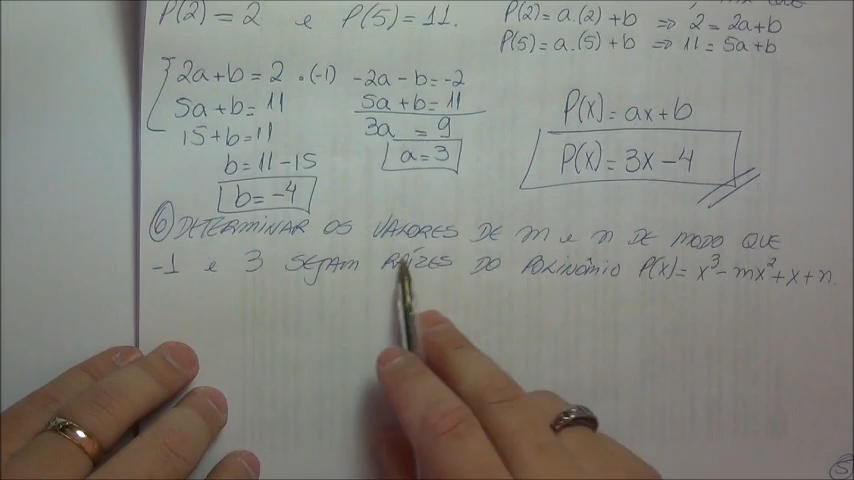 P(2) = 2 e P(5) = 11.
P(2) = a.(2) + b ⇒ 2 = 2a+b
P(5) = a.(5) + b ⇒ 11 = 5a+b
2a + b = 2 .(-1)
5a + b = 11
15 + b = 11
b = 11 - 15
b = -4
-2a - b = -2
5a + b = 11
3a = 9
a = 3
P(x) = ax + b
P(x) = 3x - 4
6 DETERMINAR OS VALORES DE m e n DE MODO QUE
-1 e 3 SEJAM RAÍZES DO POLINÔMIO P(x) = x³ - mx² + x + n.
5